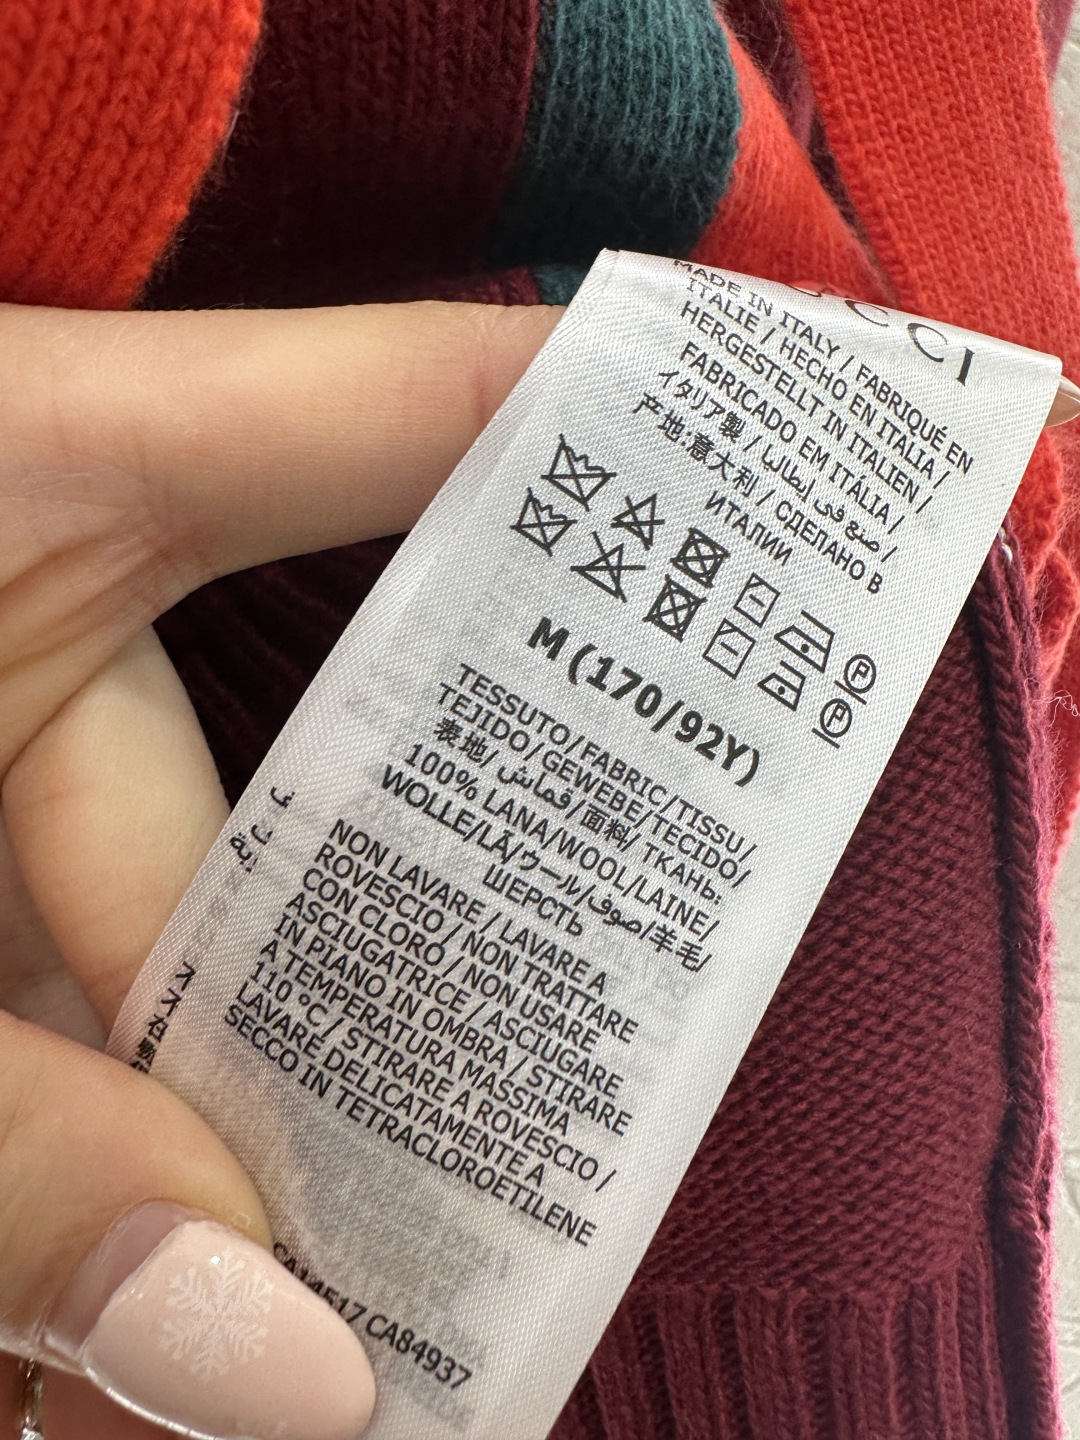 CCI
MADE IN ITALY / FABRIQUÉ EN
ITALIE / HECHO EN ITALIA /
HERGESTELLT IN ITALIEN /
FABRICADO EM ITÁLIA /
イタリア製 / صنع في إيطاليا /
产地:意大利 / СДЕЛАНО В
ИТАЛИИ
M (170/92Y)
TESSUTO/FABRIC/TISSU/
TEJIDO/GEWEBE/TECIDO/
表地/قماش/面料/ ТКАНЬ:
100% LANA/WOOL/LAINE/
WOLLE/LÃ/ウール/صوف/羊毛/
ШЕРСТЬ
NON LAVARE / LAVARE A
ROVESCIO / NON TRATTARE
CON CLORO / NON USARE
ASCIUGATRICE / ASCIUGARE
IN PIANO IN OMBRA / STIRARE
A TEMPERATURA MASSIMA
110 °C / STIRARE A ROVESCIO /
LAVARE DELICATAMENTE A
SECCO IN TETRACLOROETILENE
CA14517 CA84937